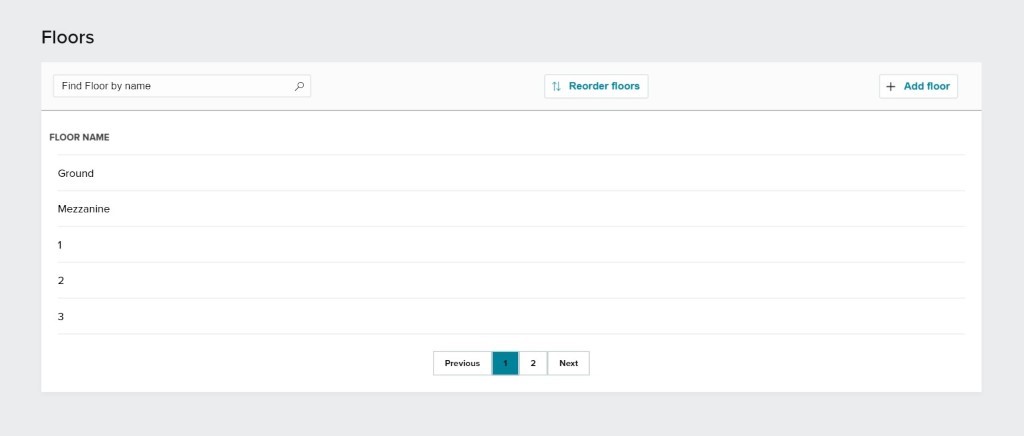 Floors
Find Floor by name
Reorder floors
Add floor
FLOOR NAME
Ground
Mezzanine
1
2
3
Previous 1 2 Next